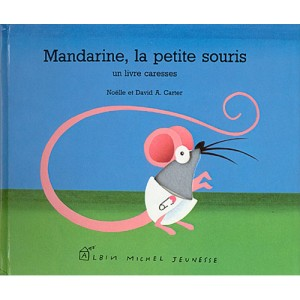 Mandarine, la petite souris
un livre caresses
Noëlle et David A. Carter
ALBIN MICHEL JEUNESSE